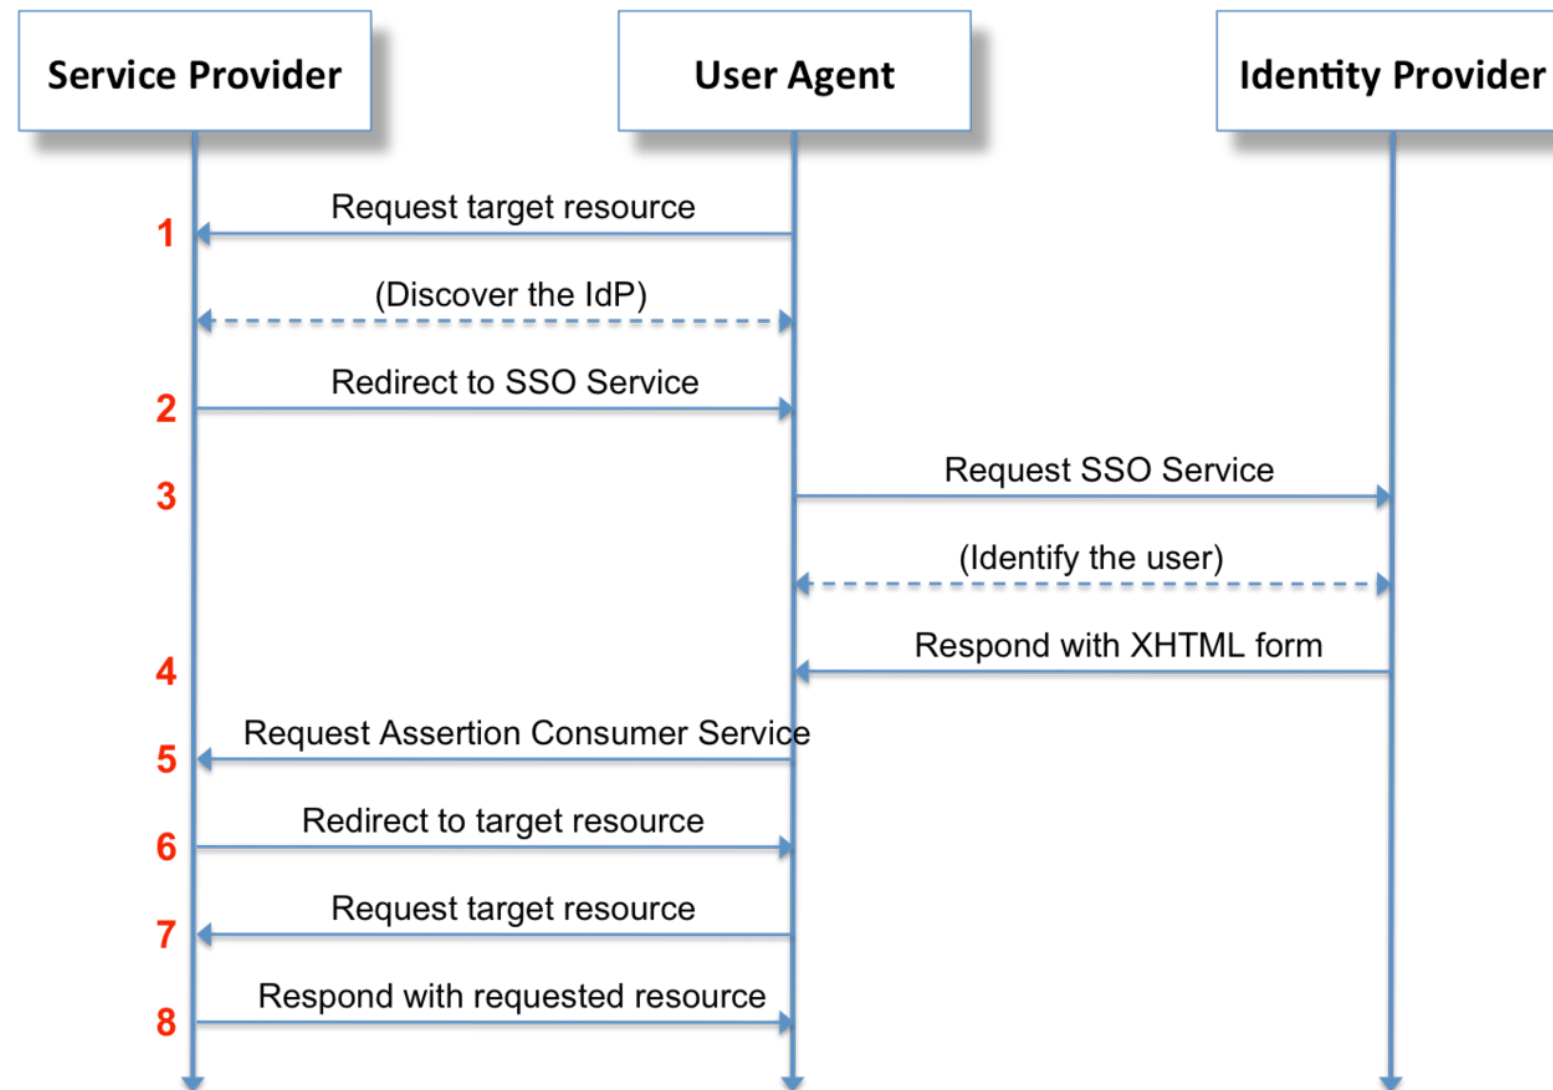 Service Provider
User Agent
Identity Provider
Request target resource
1
(Discover the IdP)
Redirect to SSO Service
2
Request SSO Service
3
(Identify the user)
Respond with XHTML form
4
Request Assertion Consumer Service
5
Redirect to target resource
6
Request target resource
7
Respond with requested resource
8